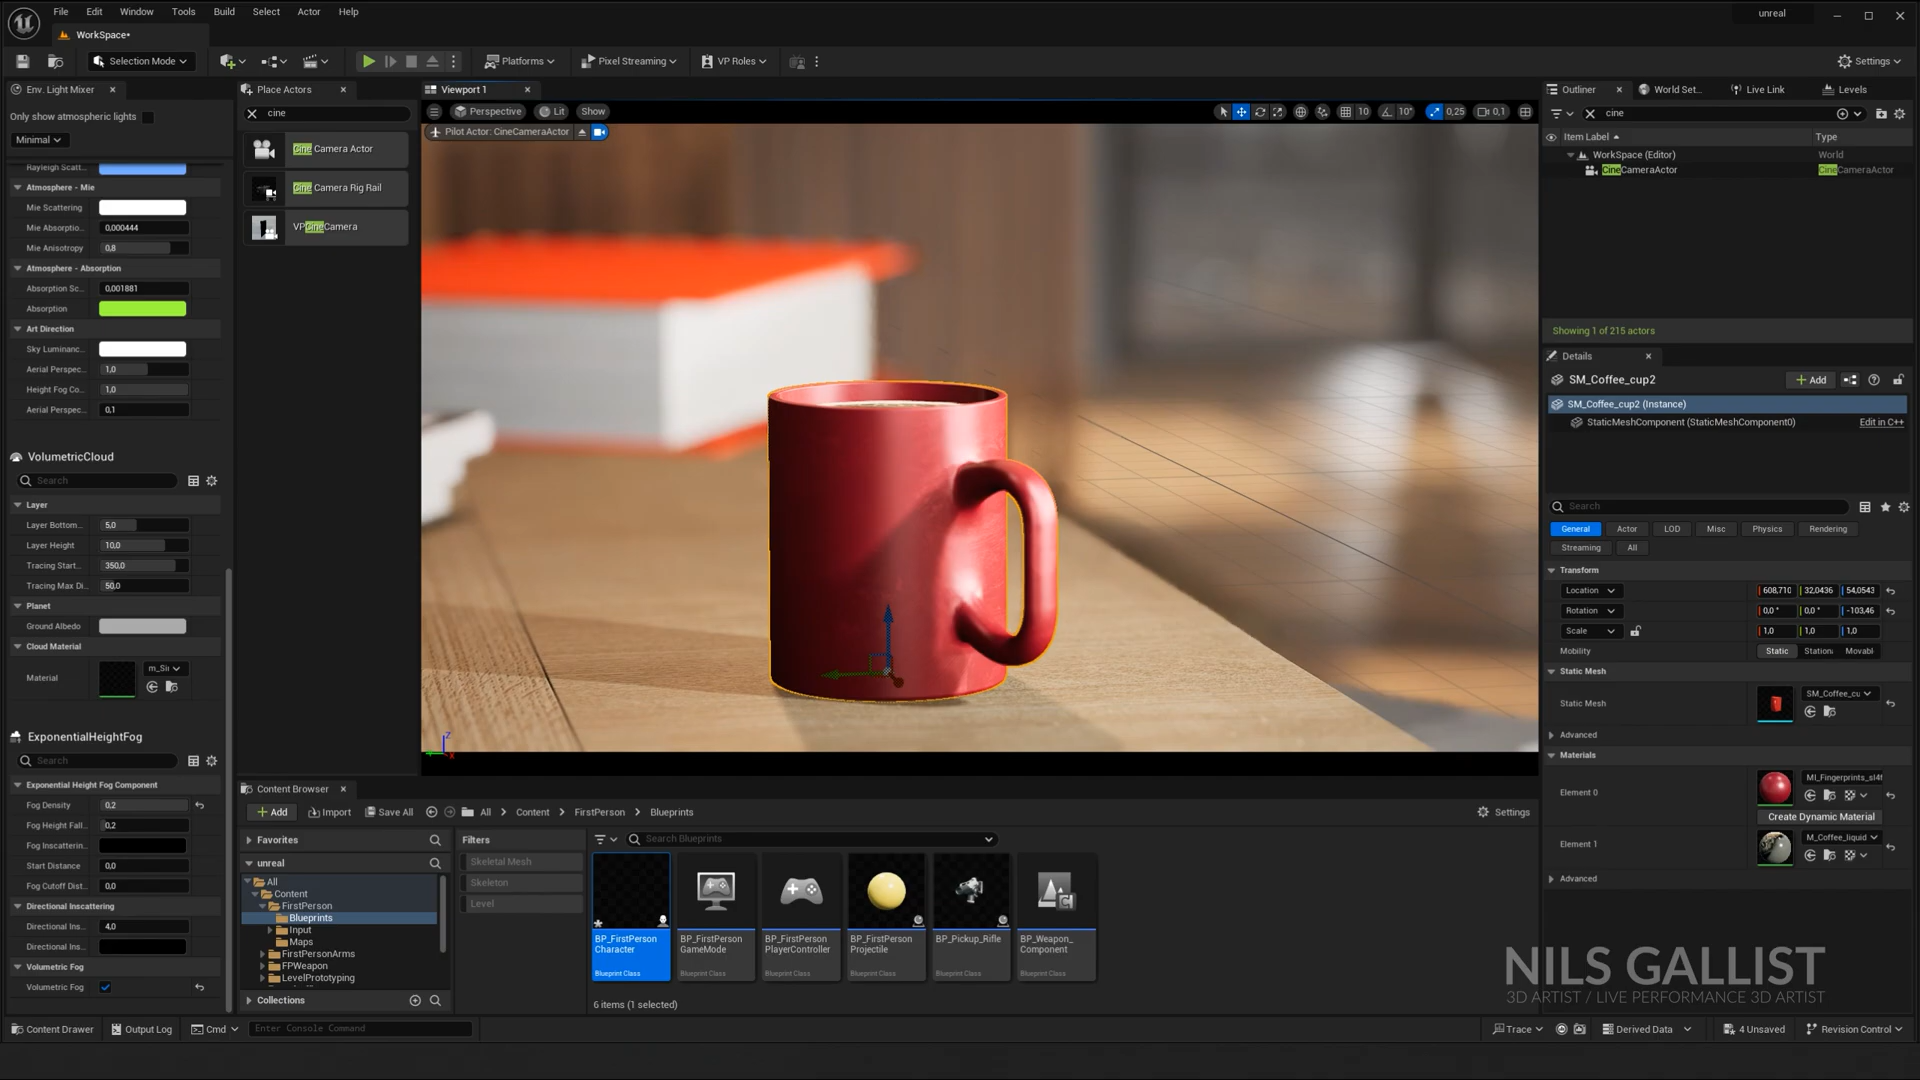 File Edit Window Tools Build Select Actor Help
unreal
WorkSpace*
Selection Mode
Platforms
Pixel Streaming
VP Roles
Settings
Env. Light Mixer
Only show atmospheric lights
Minimal
Rayleigh Scatt...
Atmosphere - Mie
Mie Scattering
Mie Absorptio... 0,000444
Mie Anisotropy 0,8
Atmosphere - Absorption
Absorption Sc... 0,001881
Absorption
Art Direction
Sky Luminanc...
Aerial Perspec... 1,0
Height Fog Co... 1,0
Aerial Perspec... 0,1
VolumetricCloud
Search
Layer
Layer Bottom... 5,0
Layer Height 10,0
Tracing Start... 350,0
Tracing Max Di... 50,0
Planet
Ground Albedo
Cloud Material
Material
ExponentialHeightFog
Search
Exponential Height Fog Component
Fog Density 0.2
Fog Height Fall... 0,2
Fog Inscatterin...
Start Distance 0,0
Fog Cutoff Dist... 0,0
Directional Inscattering
Directional Ins... 4,0
Directional Ins...
Volumetric Fog
Volumetric Fog
Place Actors
cine
Cine Camera Actor
Cine Camera Rig Rail
VPCineCamera
Viewport 1
Perspective Lit Show
10 10° 0,25 0,1
Pilot Actor: CineCameraActor
Z
X
Content Browser
Add Import Save All All Content FirstPerson Blueprints
Settings
Favorites
unreal
All
Content
FirstPerson
Blueprints
Input
Maps
FirstPersonArms
FPWeapon
LevelPrototyping
Collections
Filters
Skeletal Mesh
Skeleton
Level
Search Blueprints
BP_FirstPerson
Character
Blueprint Class
BP_FirstPerson
GameMode
Blueprint Class
BP_FirstPerson
PlayerController
Blueprint Class
BP_FirstPerson
Projectile
Blueprint Class
BP_Pickup_Rifle
Blueprint Class
BP_Weapon_
Component
Blueprint Class
6 items (1 selected)
Outliner World Set... Live Link Levels
cine
Item Label Type
WorkSpace (Editor) World
CineCameraActor CineCameraActor
Showing 1 of 215 actors
Details
SM_Coffee_cup2 Add
SM_Coffee_cup2 (Instance)
StaticMeshComponent (StaticMeshComponent0) Edit in C++
Search
General Actor LOD Misc Physics Rendering
Streaming All
Transform
Location 608,710 32,0436 54,0543
Rotation 0,0 ° 0,0 ° -103,46
Scale 1,0 1,0 1,0
Mobility Static Station Movabl
Static Mesh
Static Mesh SM_Coffee_cu
Advanced
Materials
Element 0
Create Dynamic Material
Element 1 M_Coffee_liquid
Advanced
NILS GALLIST
3D ARTIST / LIVE PERFORMANCE 3D ARTIST
Content Drawer Output Log Cmd Enter Console Command
Trace Derived Data 4 Unsaved Revision Control